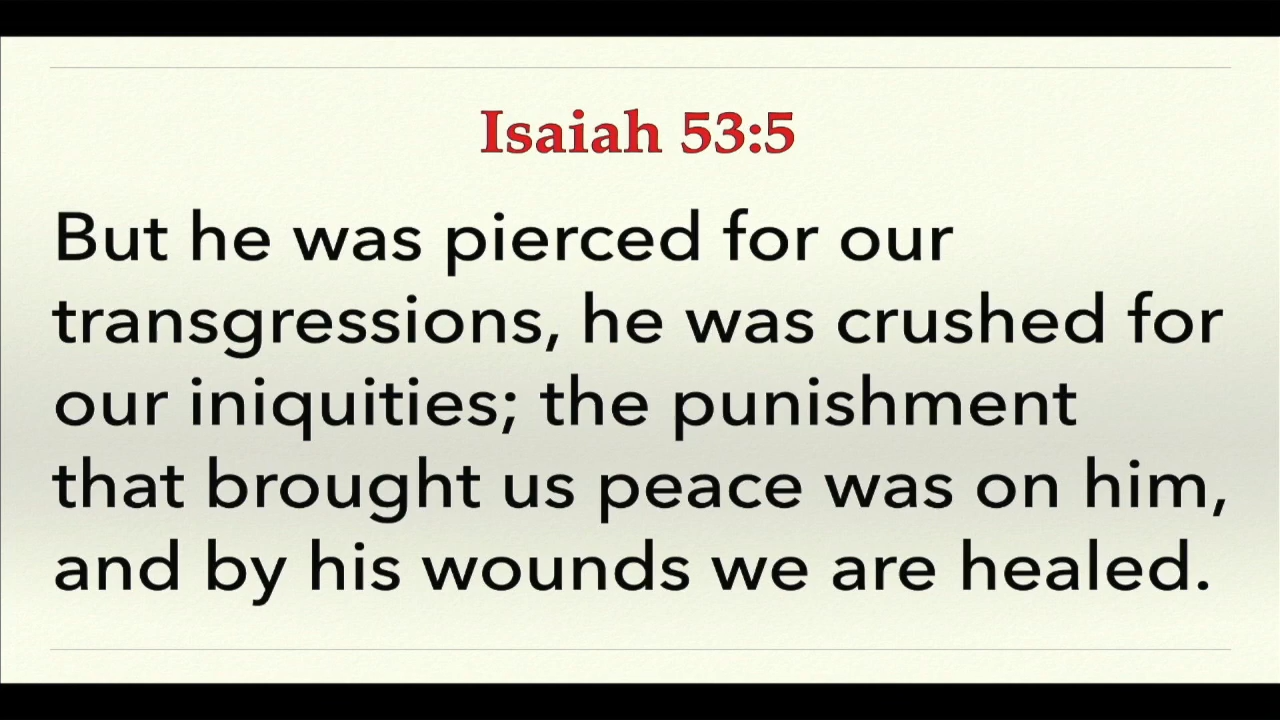 Isaiah 53:5
But he was pierced for our
transgressions, he was crushed for
our iniquities; the punishment
that brought us peace was on him,
and by his wounds we are healed.